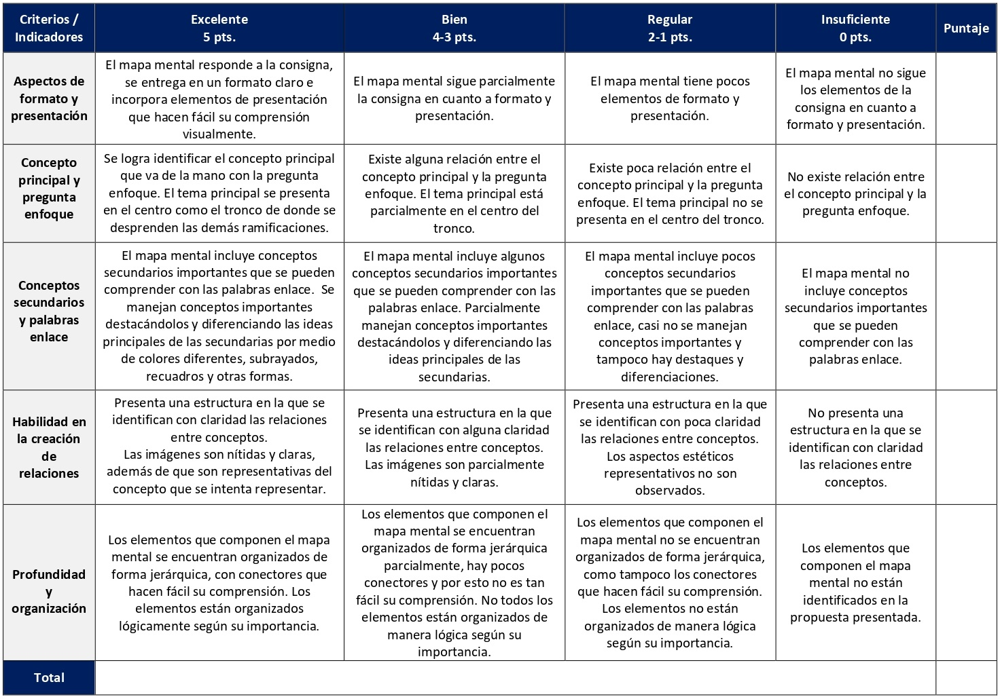 Criterios /
Indicadores
Excelente
5 pts.
Bien
4-3 pts.
Regular
2-1 pts.
Insuficiente
0 pts.
Puntaje
Aspectos de
formato y
presentación
El mapa mental responde a la consigna,
se entrega en un formato claro e
incorpora elementos de presentación
que hacen fácil su comprensión
visualmente.
El mapa mental sigue parcialmente
la consigna en cuanto a formato y
presentación.
El mapa mental tiene pocos
elementos de formato y
presentación.
El mapa mental no sigue
los elementos de la
consigna en cuanto a
formato y presentación.
Concepto
principal y
pregunta
enfoque
Se logra identificar el concepto principal
que va de la mano con la pregunta
enfoque. El tema principal se presenta
en el centro como el tronco de donde se
desprenden las demás ramificaciones.
Existe alguna relación entre el
concepto principal y la pregunta
enfoque. El tema principal está
parcialmente en el centro del
tronco.
Existe poca relación entre el
concepto principal y la pregunta
enfoque. El tema principal no se
presenta en el centro del tronco.
No existe relación entre
el concepto principal y la
pregunta enfoque.
Conceptos
secundarios
y palabras
enlace
El mapa mental incluye conceptos
secundarios importantes que se pueden
comprender con las palabras enlace.  Se
manejan conceptos importantes
destacándolos y diferenciando las ideas
principales de las secundarias por medio
de colores diferentes, subrayados,
recuadros y otras formas.
El mapa mental incluye algunos
conceptos secundarios importantes
que se pueden comprender con las
palabras enlace. Parcialmente
manejan conceptos importantes
destacándolos y diferenciando las
ideas principales de las
secundarias.
El mapa mental incluye pocos
conceptos secundarios
importantes que se pueden
comprender con las palabras
enlace, casi no se manejan
conceptos importantes y
tampoco hay destaques y
diferenciaciones.
El mapa mental no
incluye conceptos
secundarios importantes
que se pueden
comprender con las
palabras enlace.
Habilidad en
la creación
de
relaciones
Presenta una estructura en la que se
identifican con claridad las relaciones
entre conceptos.
Las imágenes son nítidas y claras,
además de que son representativas del
concepto que se intenta representar.
Presenta una estructura en la que
se identifican con alguna claridad
las relaciones entre conceptos.
Las imágenes son parcialmente
nítidas y claras.
Presenta una estructura en la que
se identifican con poca claridad
las relaciones entre conceptos.
Los aspectos estéticos
representativos no son
observados.
No presenta una
estructura en la que se
identifican con claridad
las relaciones entre
conceptos.
Profundidad
y
organización
Los elementos que componen el mapa
mental se encuentran organizados de
forma jerárquica, con conectores que
hacen fácil su comprensión. Los
elementos están organizados
lógicamente según su importancia.
Los elementos que componen el
mapa mental se encuentran
organizados de forma jerárquica
parcialmente, hay pocos
conectores y por esto no es tan
fácil su comprensión. No todos los
elementos están organizados de
manera lógica según su
importancia.
Los elementos que componen el
mapa mental no se encuentran
organizados de forma jerárquica,
como tampoco los conectores
que hacen fácil su comprensión.
Los elementos no están
organizados de manera lógica
según su importancia.
Los elementos que
componen el mapa
mental no están
identificados en la
propuesta presentada.
Total